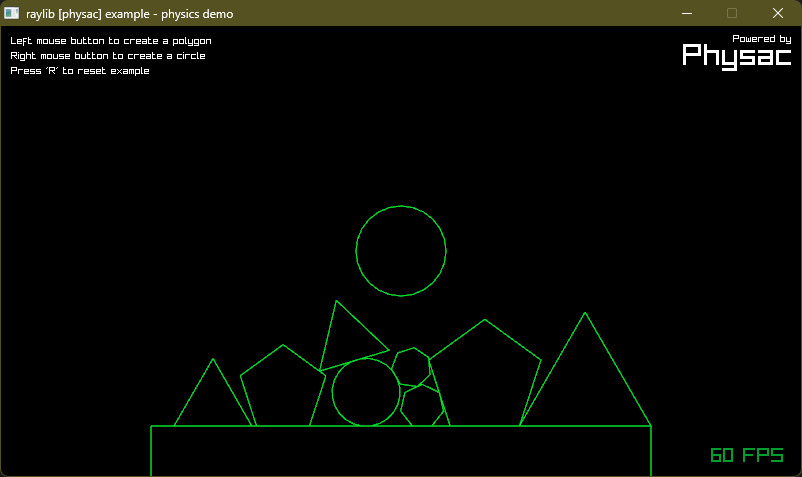 raylib [physac] example - physics demo
Left mouse button to create a polygon
Right mouse button to create a circle
Press 'R' to reset example
Powered by
Physac
60 FPS